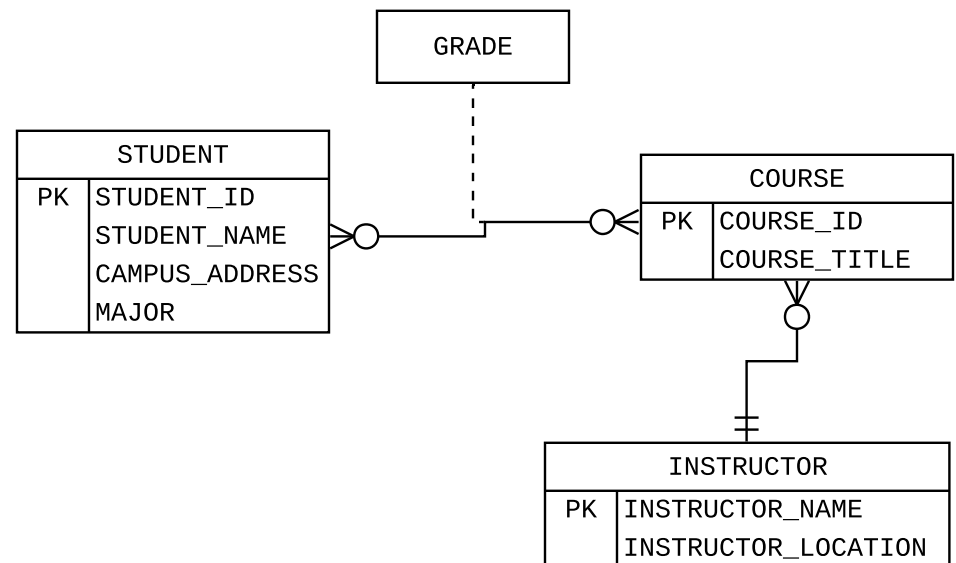 GRADE
STUDENT
PK STUDENT_ID
STUDENT_NAME
CAMPUS_ADDRESS
MAJOR
COURSE
PK COURSE_ID
COURSE_TITLE
INSTRUCTOR
PK INSTRUCTOR_NAME
INSTRUCTOR_LOCATION